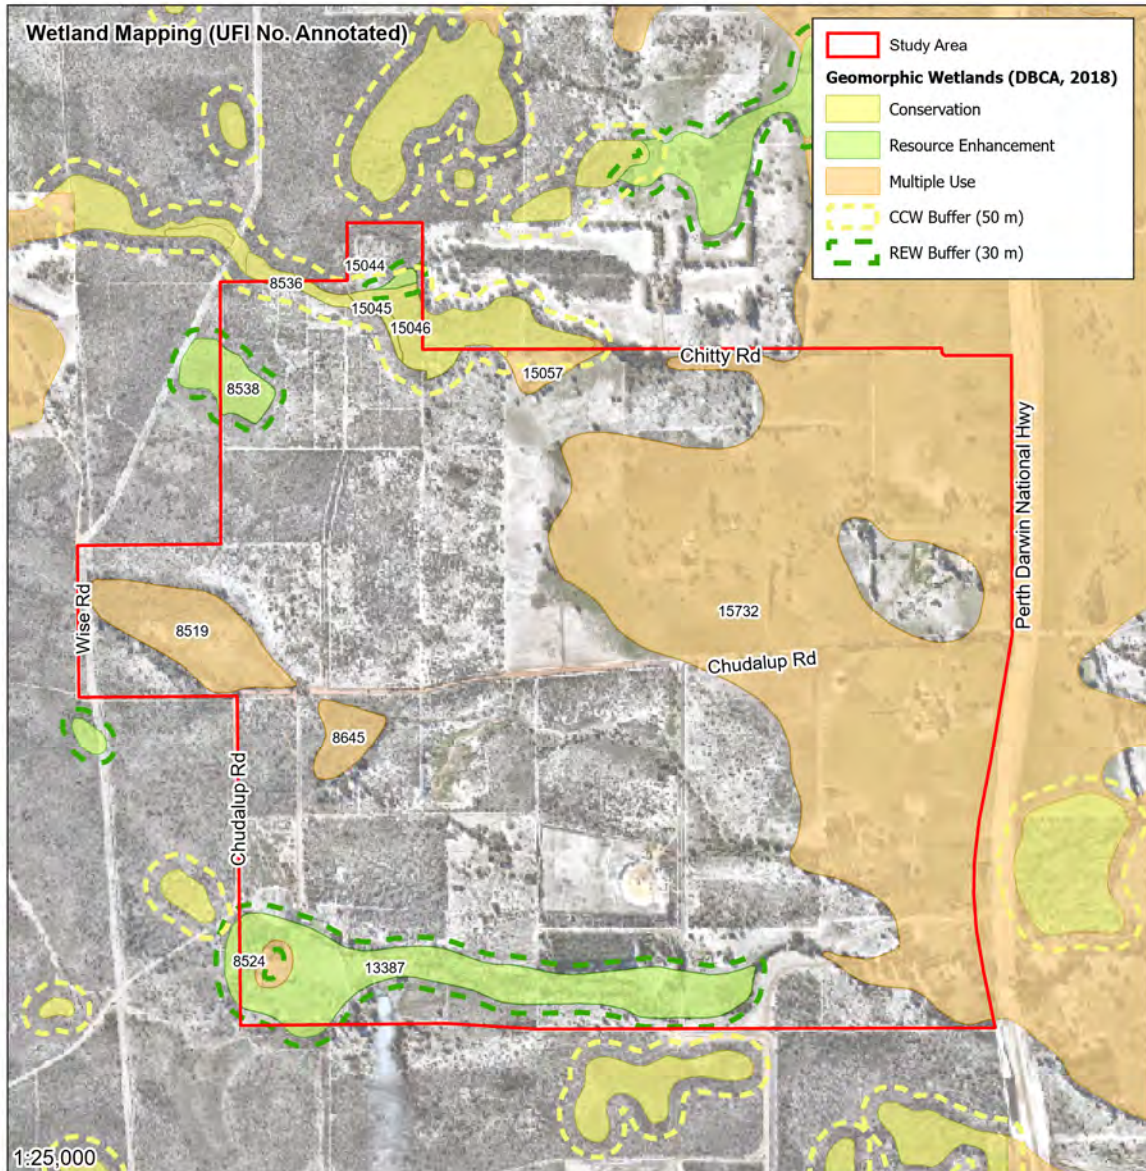 Wetland Mapping (UFI No. Annotated)
Study Area
Geomorphic Wetlands (DBCA, 2018)
Conservation
Resource Enhancement
Multiple Use
CCW Buffer (50 m)
REW Buffer (30 m)
15044
8536
15045
15046
Chitty Rd
15057
8538
Perth Darwin National Hwy
Wise Rd
15732
8519
Chudalup Rd
8645
Chudalup Rd
8524
13387
1:25,000